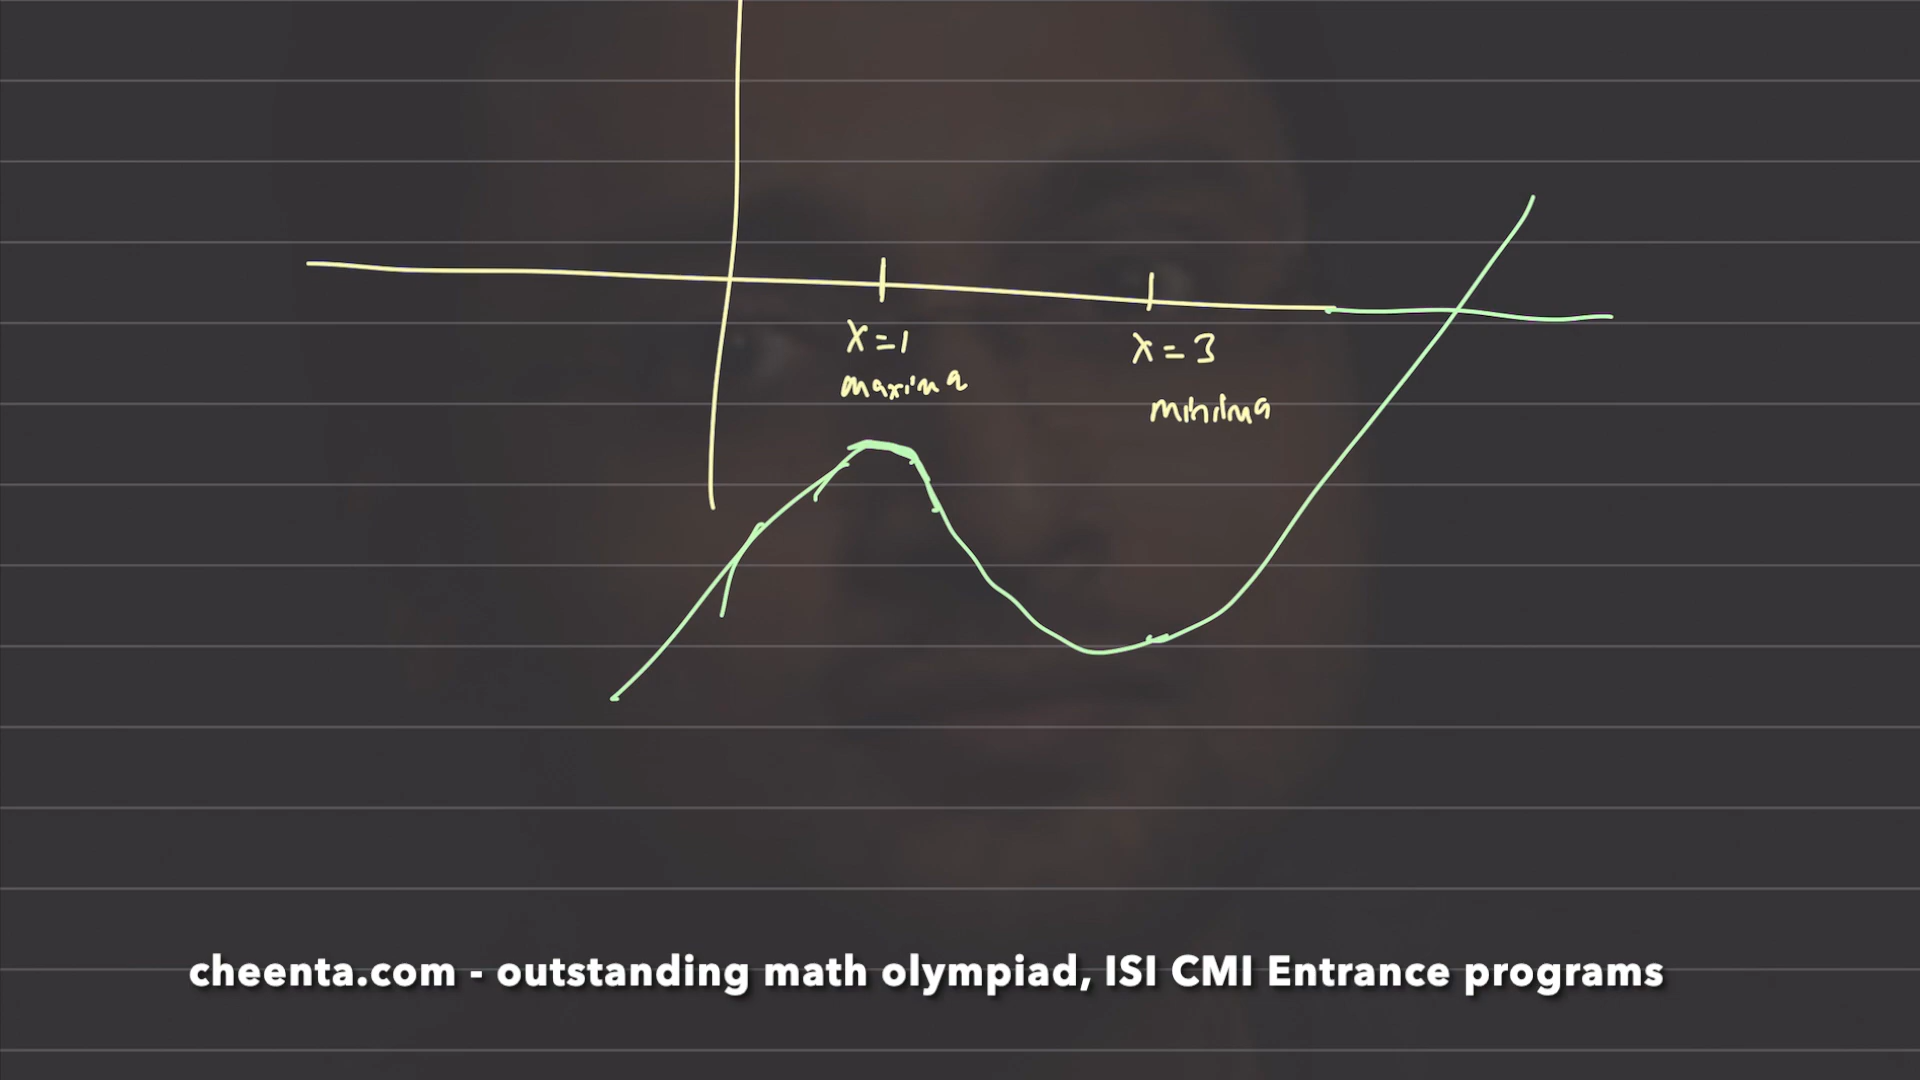 x=1
maxima
x=3
minima
cheenta.com - outstanding math olympiad, ISI CMI Entrance programs